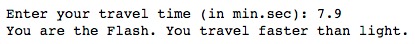 Enter your travel time (in min.sec): 7.9
You are the Flash. You travel faster than light.